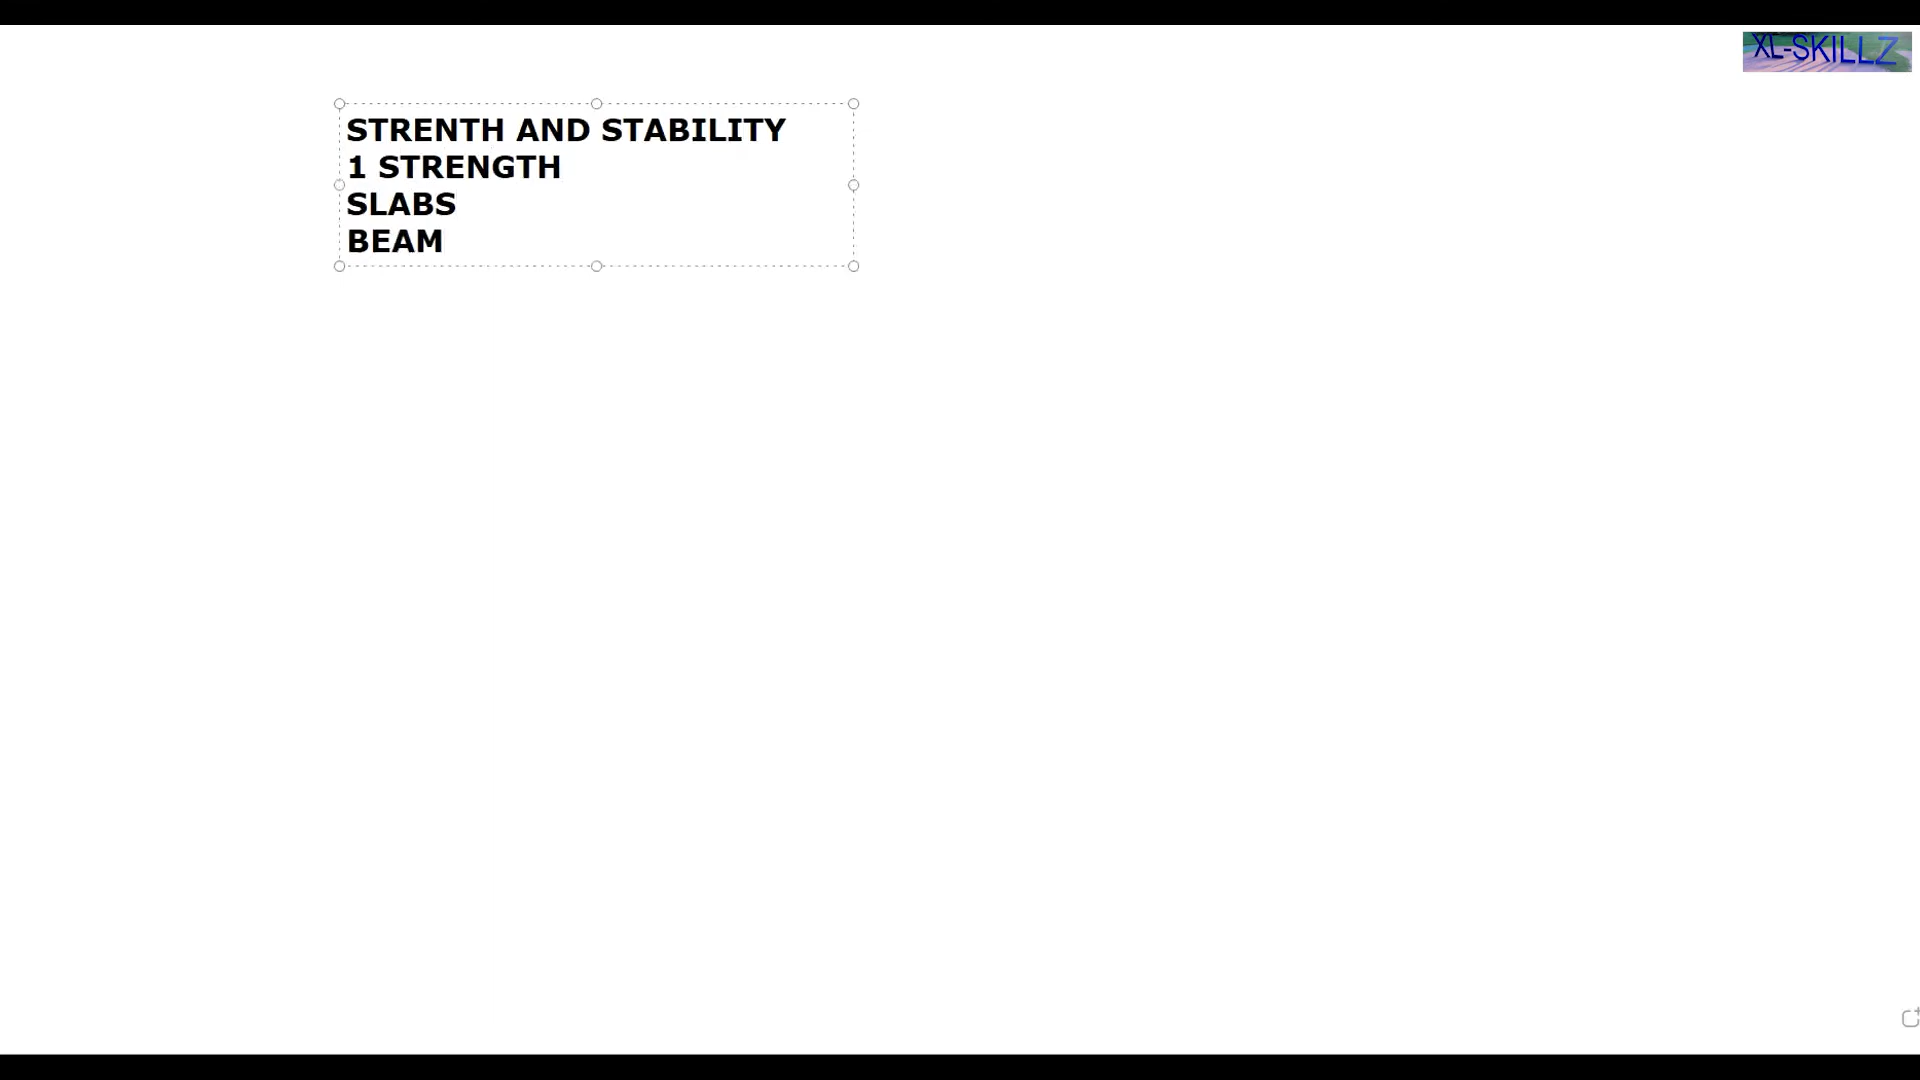 XL-SKILLZ
STRENTH AND STABILITY
1 STRENGTH
SLABS
BEAM